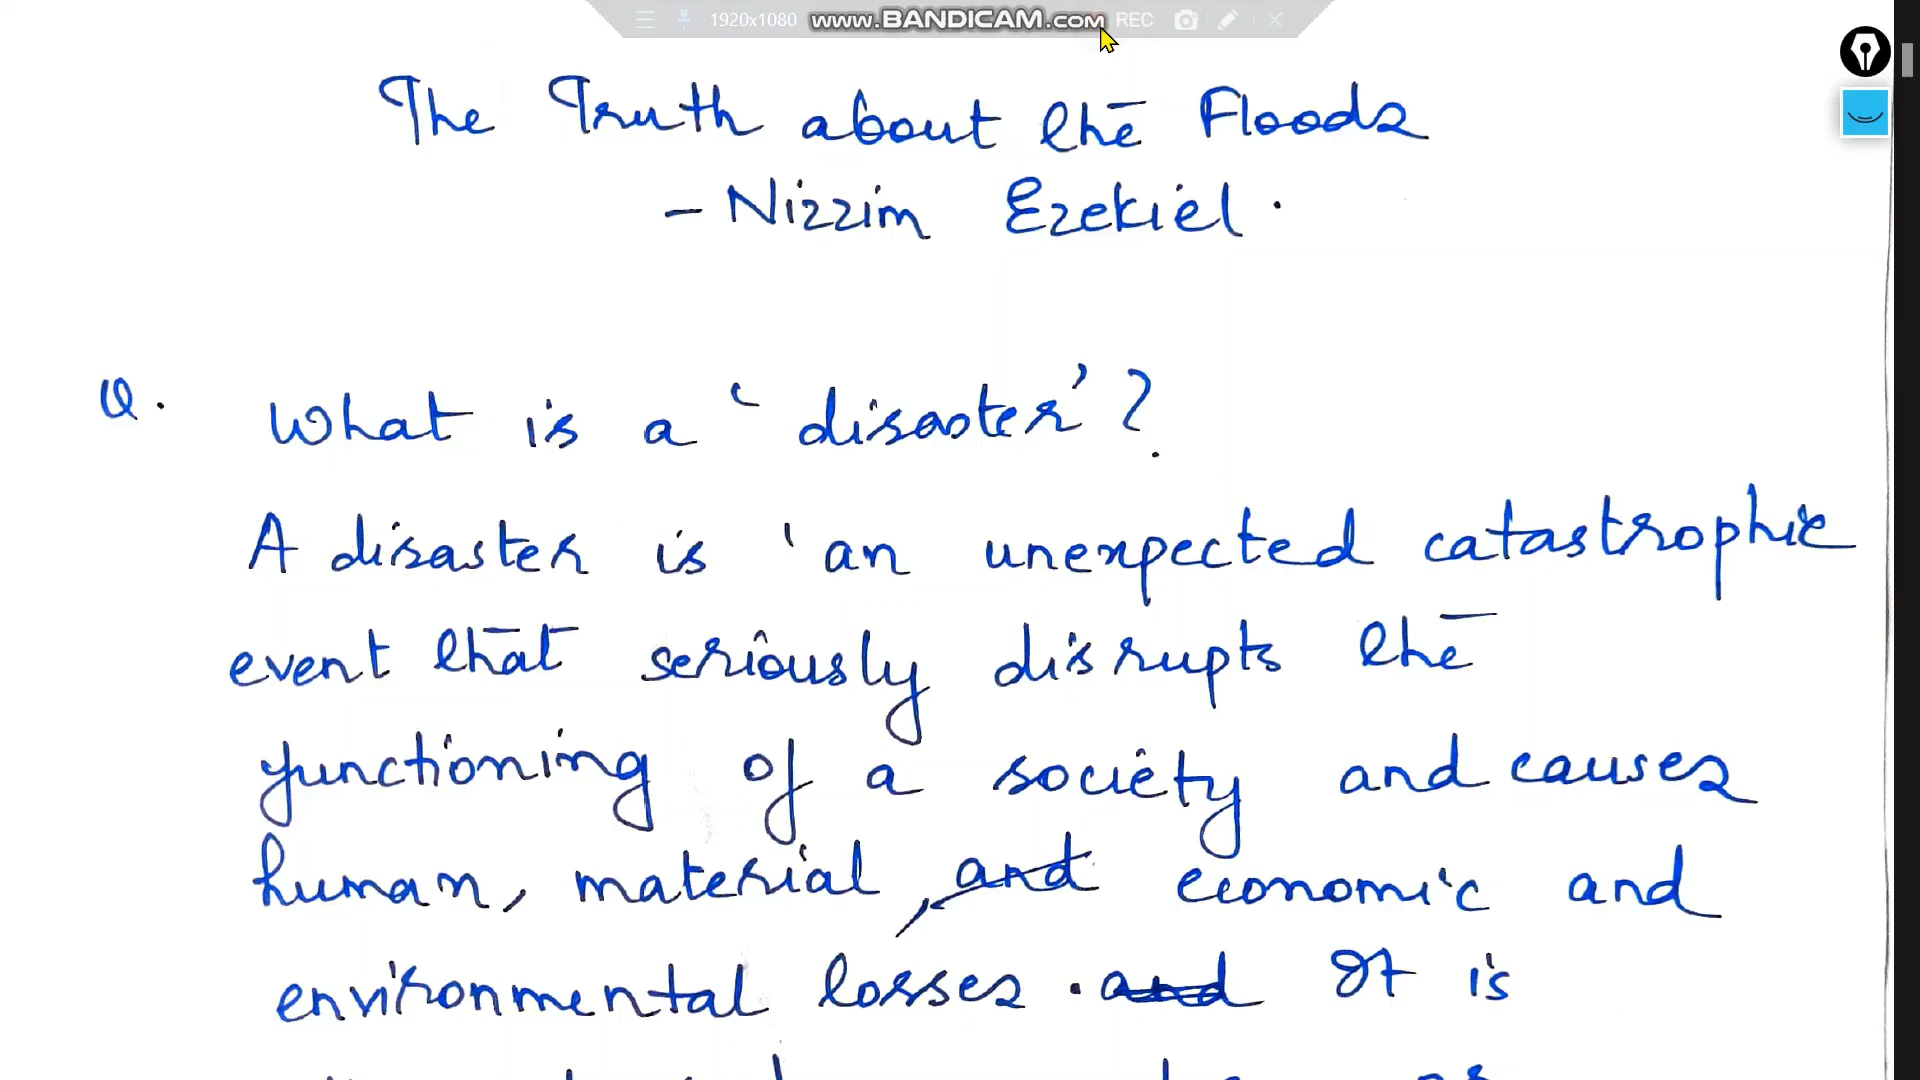 1920x1080 www.BANDICAM.com REC
The Truth about the Floods
- Nizzim Ezekiel.
Q. What is a 'disaster'?
A disaster is 'an unexpected catastrophic
event that seriously disrupts the
functioning of a society and causes
human, material, and economic and
environmental losses. and It is